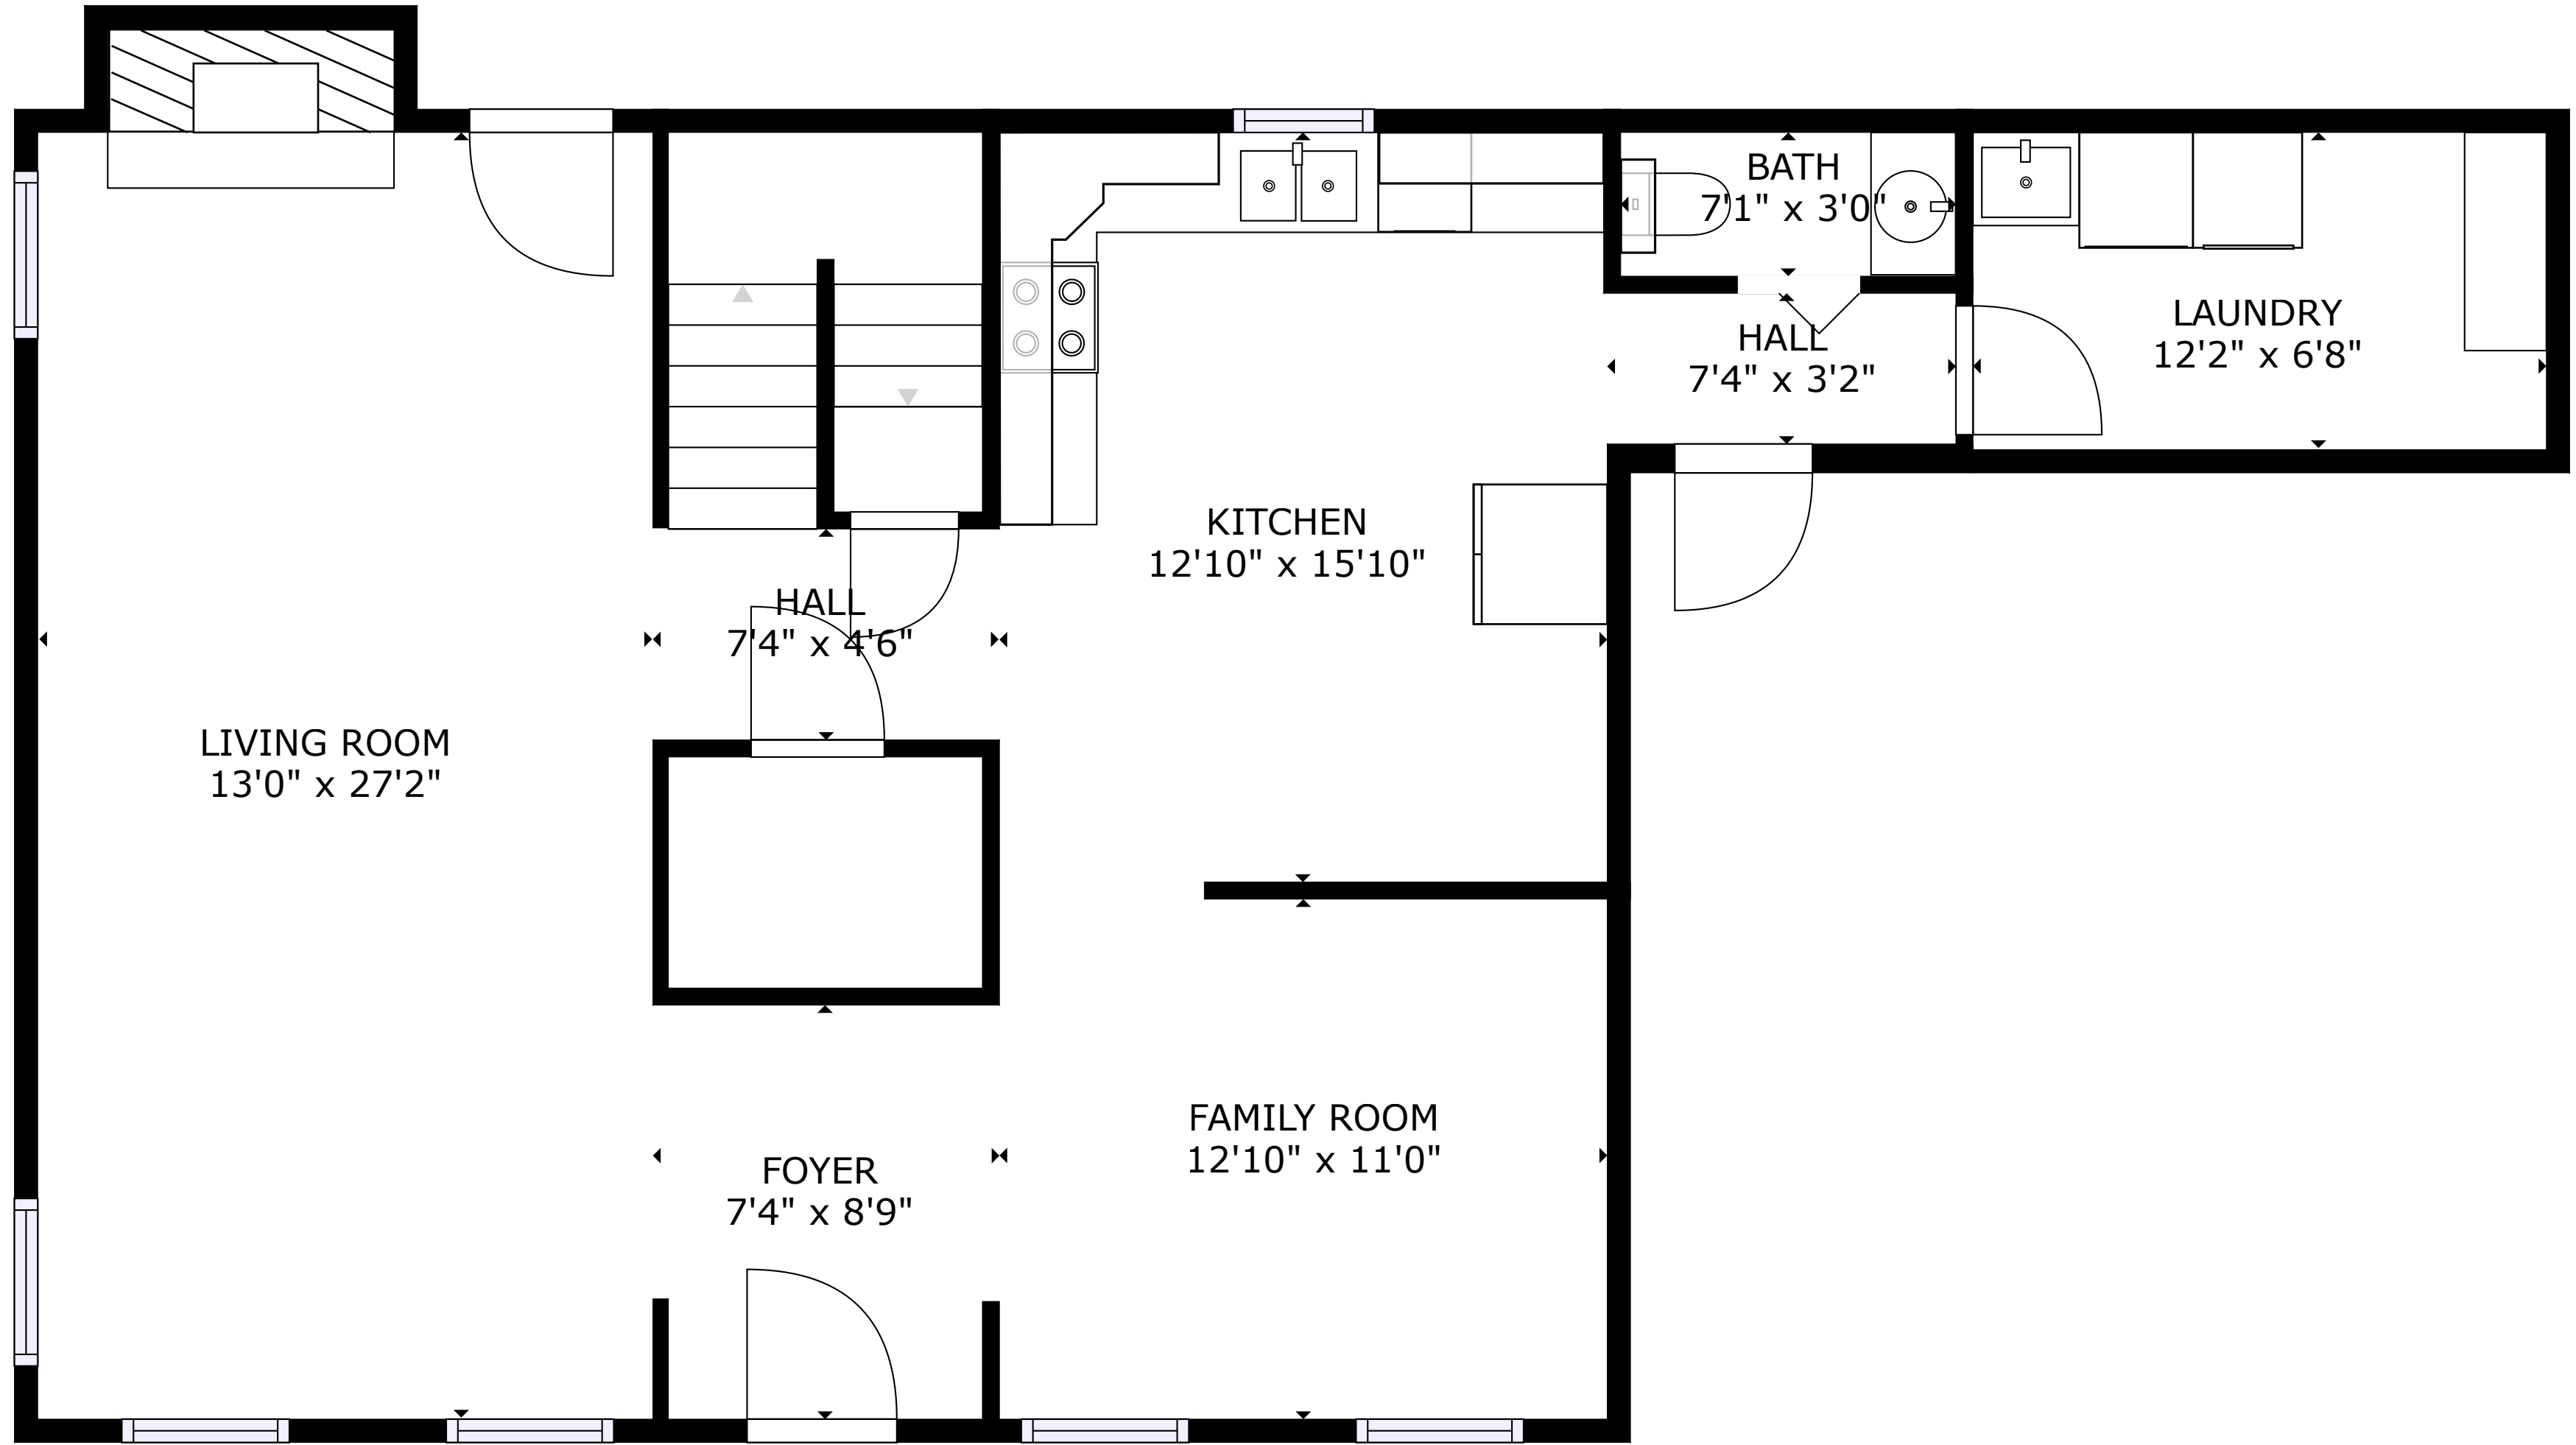 BATH
7'1" x 3'0"
LAUNDRY
12'2" x 6'8"
HALL
7'4" x 3'2"
KITCHEN
12'10" x 15'10"
HALL
7'4" x 4'6"
LIVING ROOM
13'0" x 27'2"
FAMILY ROOM
12'10" x 11'0"
FOYER
7'4" x 8'9"